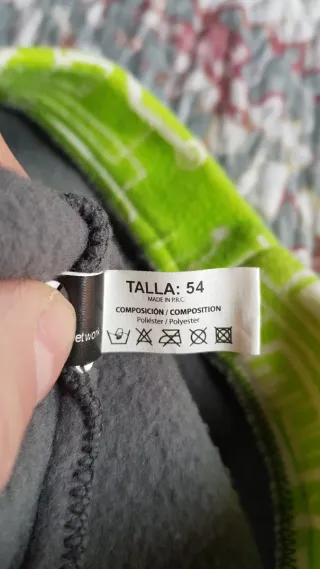 TALLA: 54
MADE IN P.R.C.
COMPOSICIÓN / COMPOSITION
Poliéster / Polyester